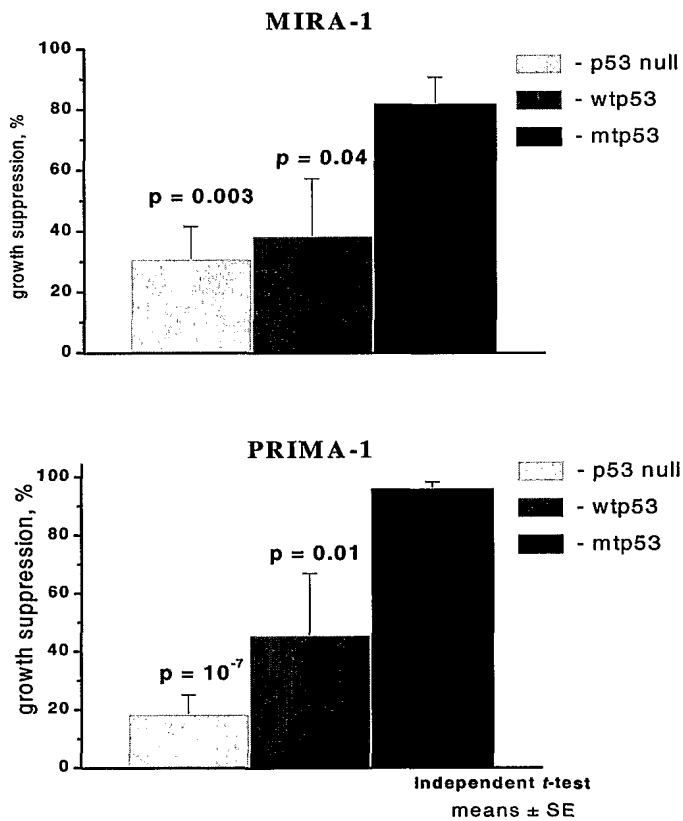 MIRA-1
growth suppression, %
100
80
60
40
20
0
p = 0.003
p = 0.04
- p53 null
- wtp53
- mtp53
PRIMA-1
growth suppression, %
100
80
60
40
20
0
p = 10⁻⁷
p = 0.01
- p53 null
- wtp53
- mtp53
independent t-test
means ± SE